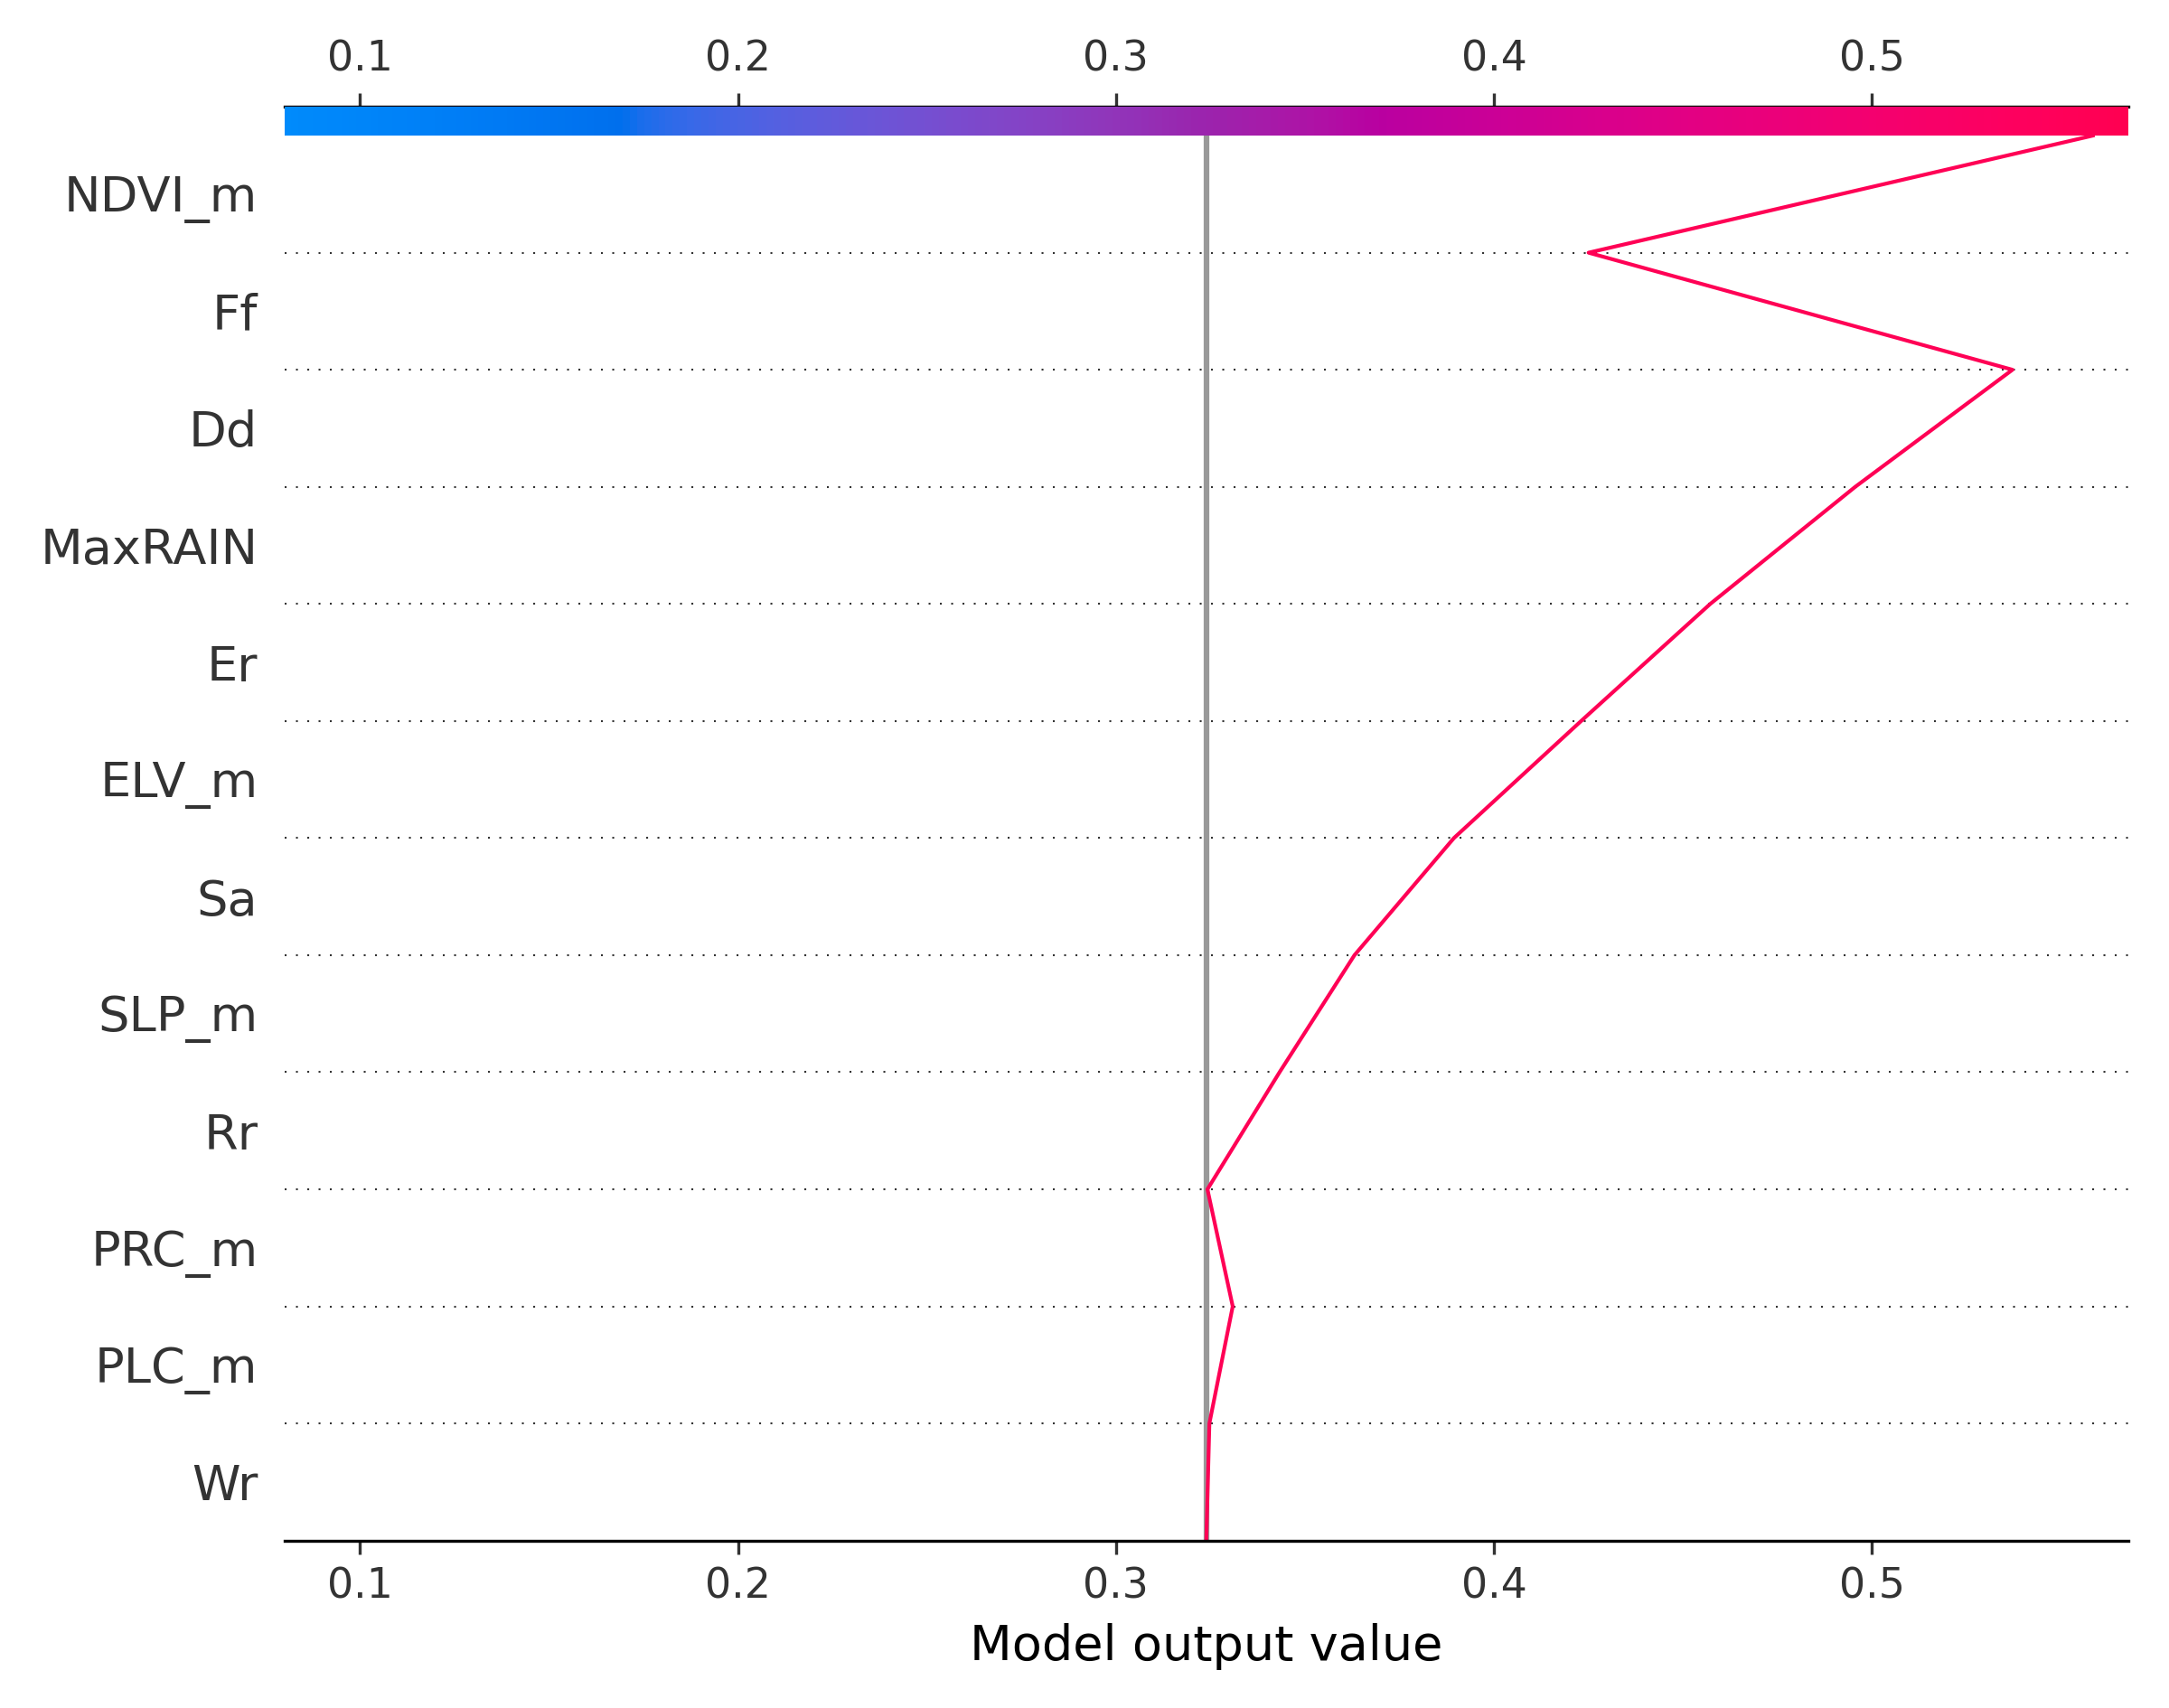 0.1 0.2 0.3 0.4 0.5
NDVI_m
Ff
Dd
MaxRAIN
Er
ELV_m
Sa
SLP_m
Rr
PRC_m
PLC_m
Wr
0.1 0.2 0.3 0.4 0.5
Model output value